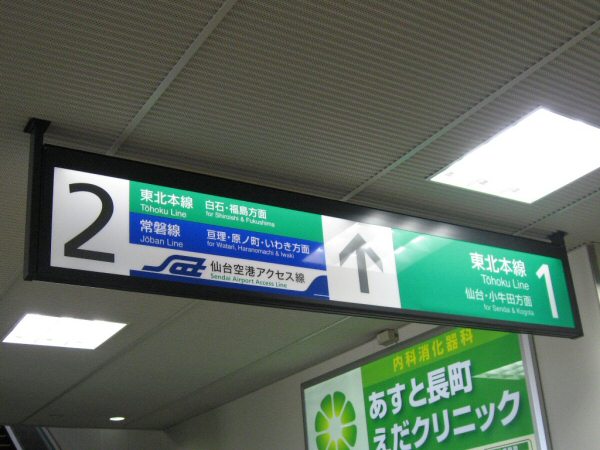 2
東北本線 白石・福島方面
Tōhoku Line for Shiroishi & Fukushima
常磐線 亘理・原ノ町・いわき方面
Jōban Line for Watari, Haranomachi & Iwaki
仙台空港アクセス線
Sendai Airport Access Line
東北本線
Tōhoku Line
仙台・小牛田方面
for Sendai & Kogota
1
内科消化器科
あすと長町
えだクリニック